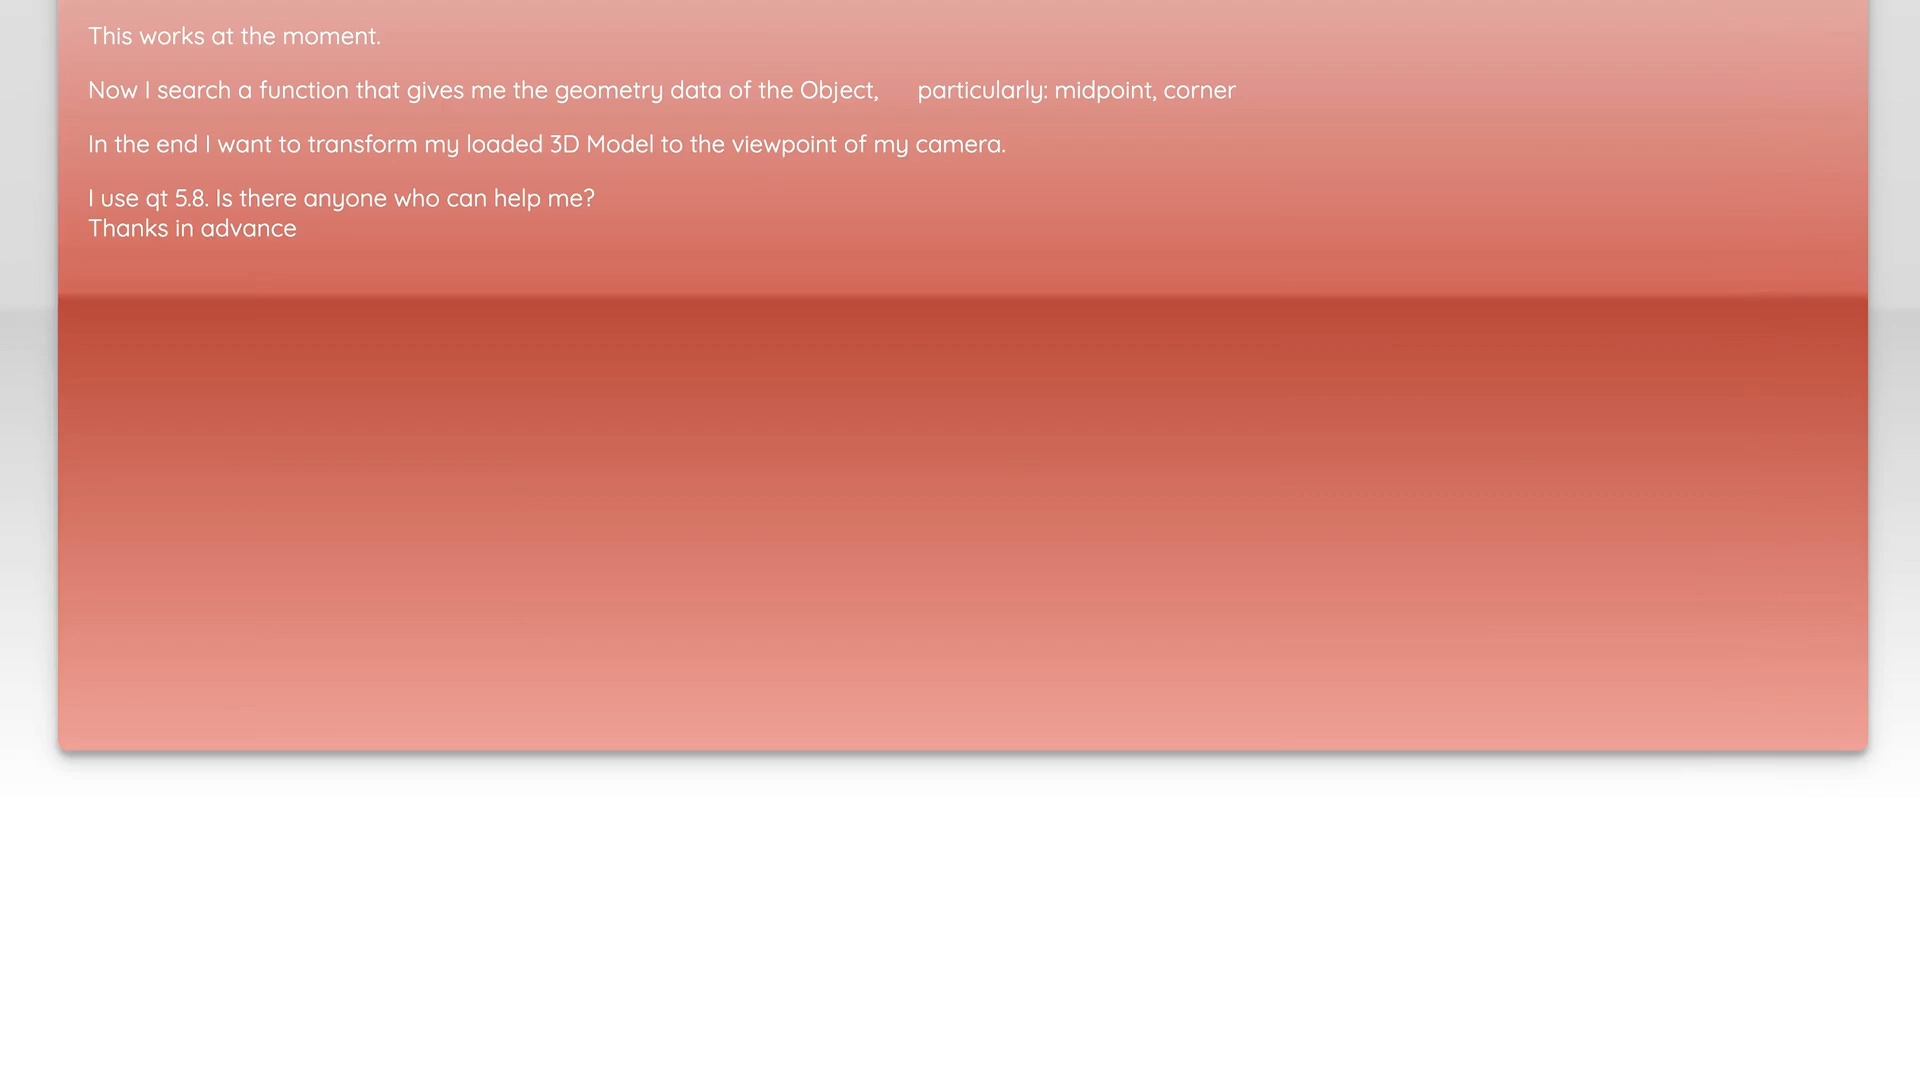 This works at the moment.
Now I search a function that gives me the geometry data of the Object, particularly: midpoint, corner
In the end I want to transform my loaded 3D Model to the viewpoint of my camera.
I use qt 5.8. Is there anyone who can help me?
Thanks in advance